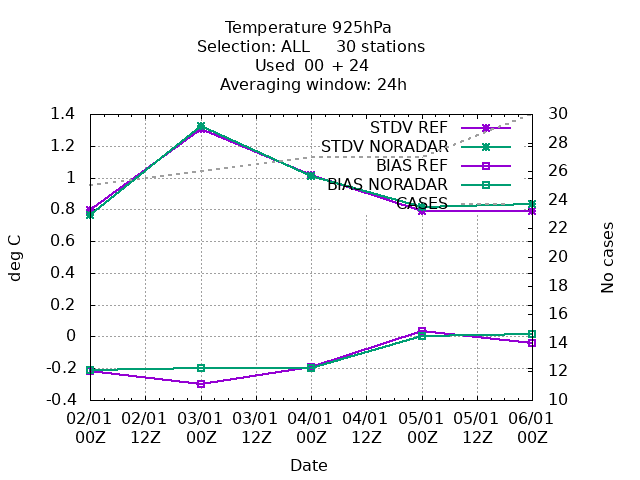 Temperature 925hPa
Selection: ALL 30 stations
Used 00 + 24
Averaging window: 24h
1.4
1.2
1
0.8
0.6
0.4
0.2
0
-0.2
-0.4
deg C
30
28
26
24
22
20
18
16
14
12
10
No cases
STDV REF
STDV NORADAR
BIAS REF
BIAS NORADAR
CASES
02/01 02/01 03/01 03/01 04/01 04/01 05/01 05/01 06/01
00Z 12Z 00Z 12Z 00Z 12Z 00Z 12Z 00Z
Date